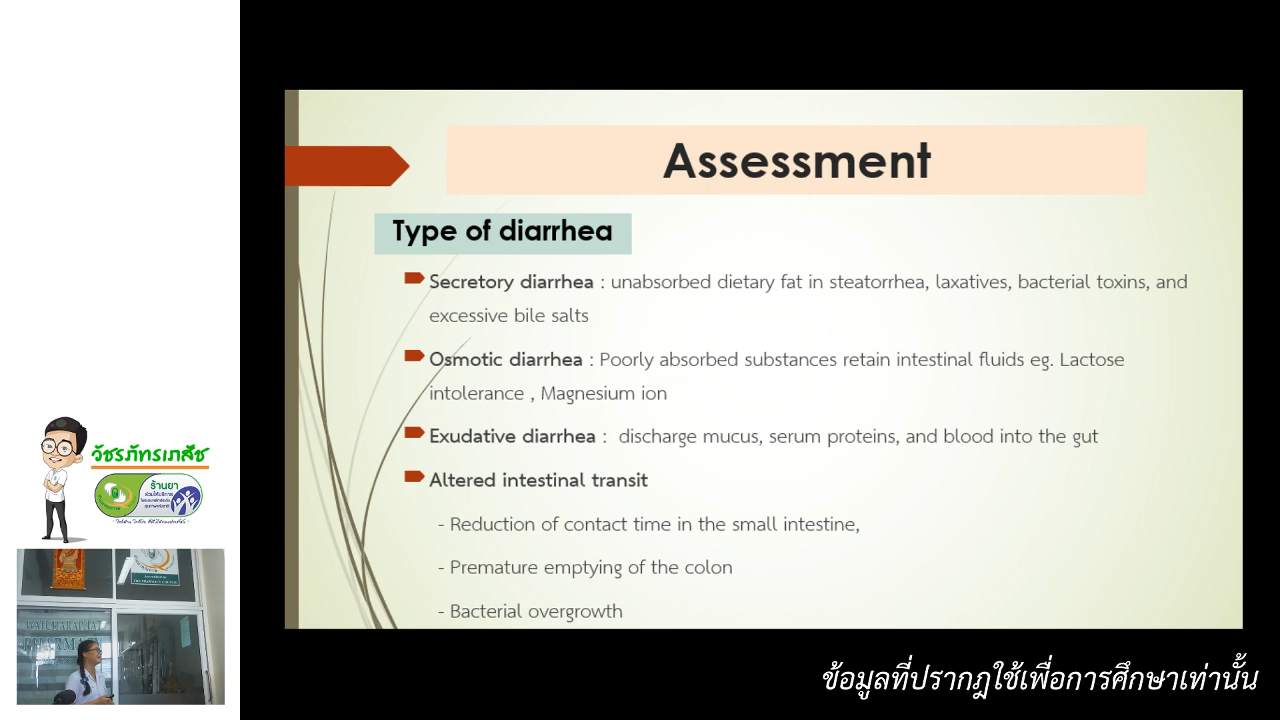 Assessment
Type of diarrhea
Secretory diarrhea : unabsorbed dietary fat in steatorrhea, laxatives, bacterial toxins, and
excessive bile salts
Osmotic diarrhea : Poorly absorbed substances retain intestinal fluids eg. Lactose
intolerance , Magnesium ion
Exudative diarrhea : discharge mucus, serum proteins, and blood into the gut
Altered intestinal transit
- Reduction of contact time in the small intestine,
- Premature emptying of the colon
- Bacterial overgrowth
วัชรภัทรเภสัช
ร้านยา
PHARMACY
ข้อมูลที่ปรากฎใช้เพื่อการศึกษาเท่านั้น